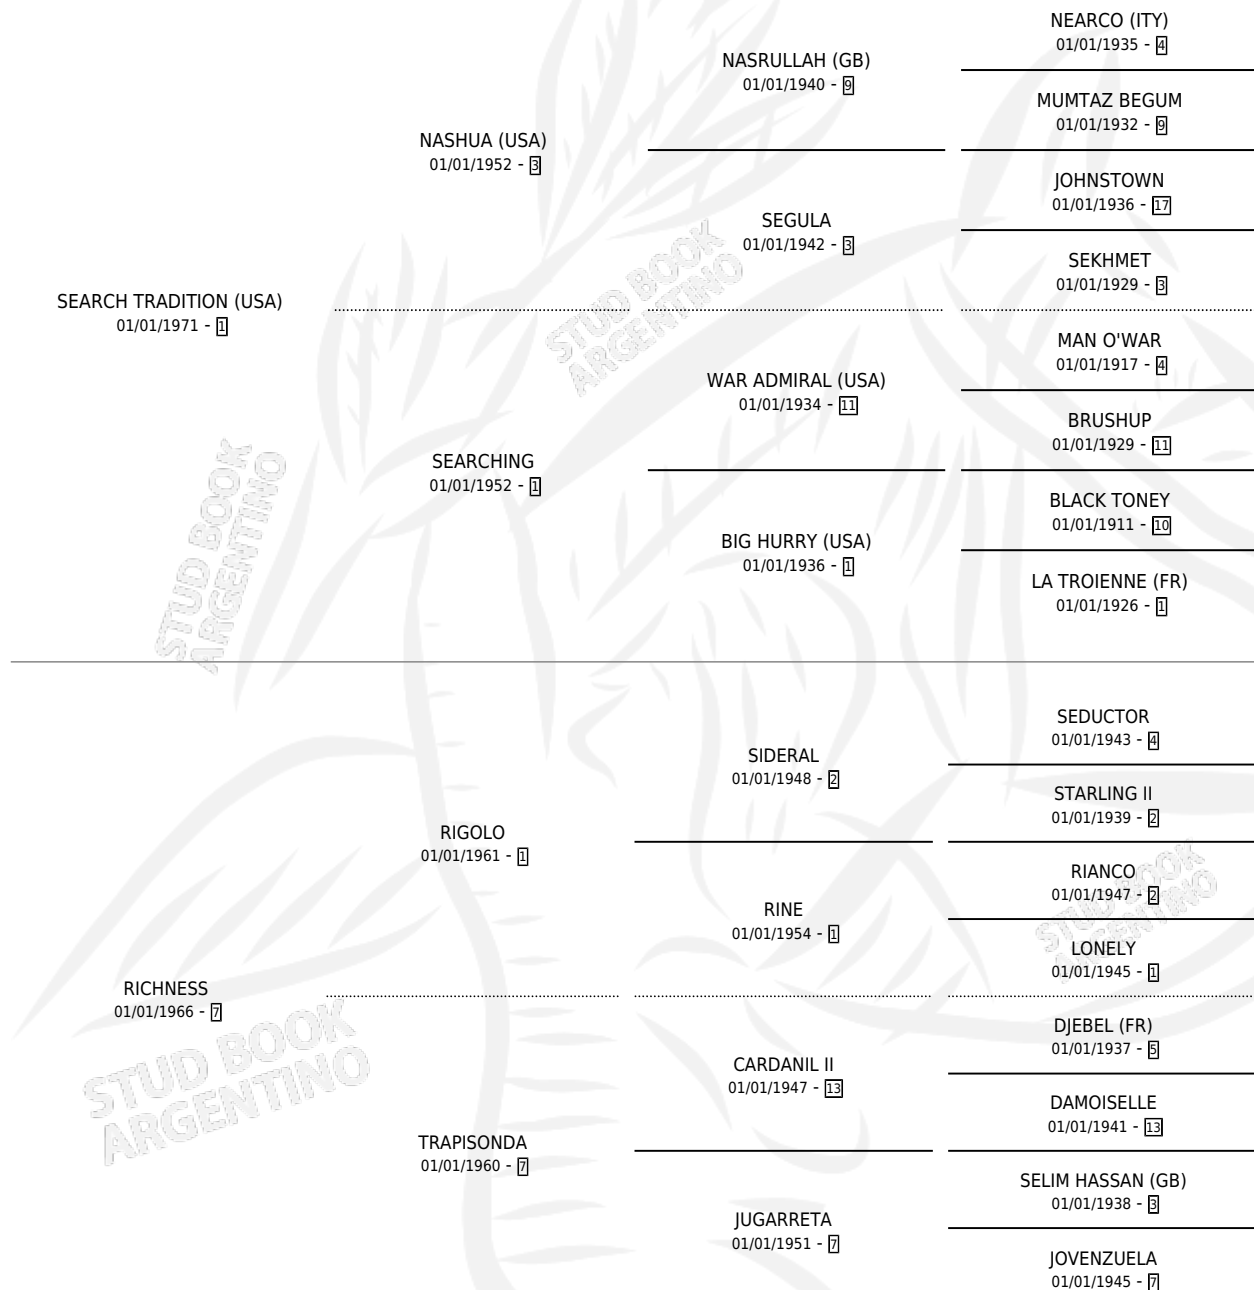 NEARCO (ITY)
01/01/1935 - 4
NASRULLAH (GB)
01/01/1940 - 9
MUMTAZ BEGUM
01/01/1932 - 9
NASHUA (USA)
01/01/1952 - 3
JOHNSTOWN
01/01/1936 - 17
SEGULA
01/01/1942 - 3
SEKHMET
01/01/1929 - 3
SEARCH TRADITION (USA)
01/01/1971 - 1
MAN O'WAR
01/01/1917 - 4
WAR ADMIRAL (USA)
01/01/1934 - 11
BRUSHUP
01/01/1929 - 11
SEARCHING
01/01/1952 - 1
BLACK TONEY
01/01/1911 - 10
BIG HURRY (USA)
01/01/1936 - 1
LA TROIENNE (FR)
01/01/1926 - 1
SEDUCTOR
01/01/1943 - 4
SIDERAL
01/01/1948 - 2
STARLING II
01/01/1939 - 2
RIGOLO
01/01/1961 - 1
RIANCO
01/01/1947 - 2
RINE
01/01/1954 - 1
LONELY
01/01/1945 - 1
RICHNESS
01/01/1966 - 7
DJEBEL (FR)
01/01/1937 - 5
CARDANIL II
01/01/1947 - 13
DAMOISELLE
01/01/1941 - 13
TRAPISONDA
01/01/1960 - 7
SELIM HASSAN (GB)
01/01/1938 - 3
JUGARRETA
01/01/1951 - 7
JOVENZUELA
01/01/1945 - 7
STUD BOOK
ARGENTINO
STUD BOOK
ARGENTINO
STUD BOOK
ARGENTINO
STUD BOOK
ARGENTINO